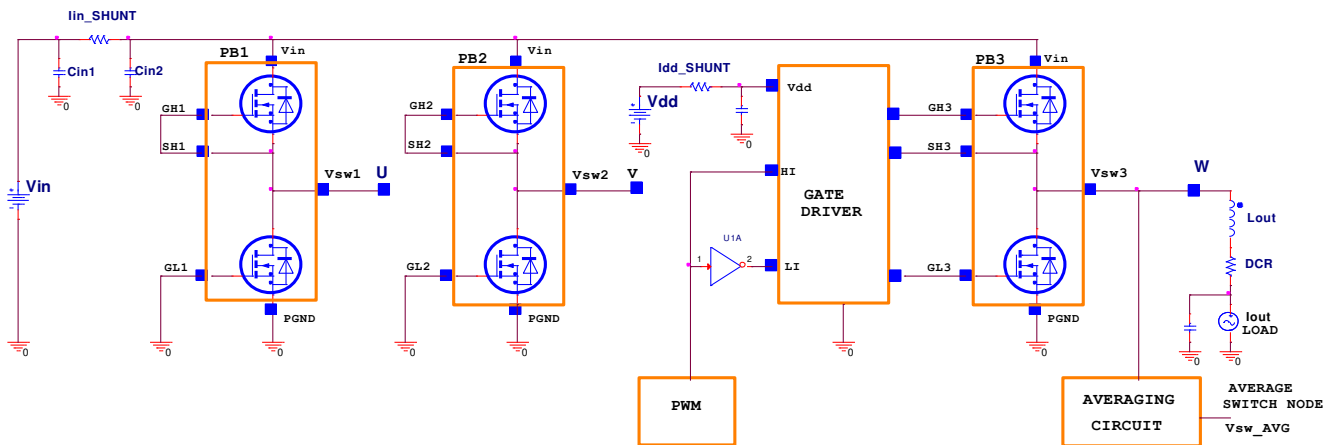 Iin_SHUNT
Cin1
Cin2
0
0
Vin
0
PB1
Vin
GH1
SH1
Vsw1
U
GL1
PGND
0
0
PB2
Vin
GH2
SH2
Vsw2
V
GL2
PGND
0
0
Idd_SHUNT
Vdd
0
0
Vdd
HI
GATE
DRIVER
LI
U1A
1
2
0
PWM
PB3
Vin
GH3
SH3
Vsw3
GL3
PGND
0
W
Lout
DCR
Iout
LOAD
0
0
AVERAGING
CIRCUIT
AVERAGE
SWITCH NODE
Vsw_AVG